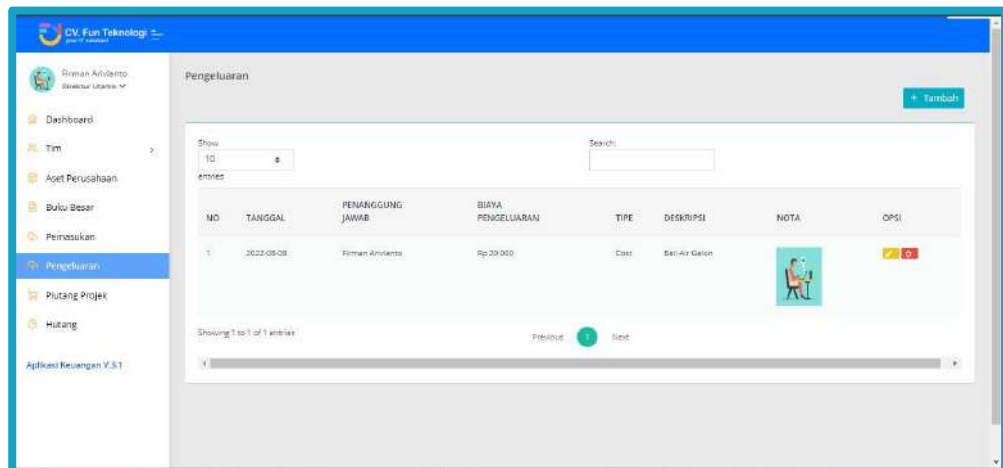 CV. Fun Teknologi
your IT solution
Firman Arivianto
Direktur Utama
Dashboard
Tim
Aset Perusahaan
Buku Besar
Pemasukan
Pengeluaran
Piutang Projek
Hutang
Aplikasi Keuangan V.3.1
Pengeluaran
+ Tambah
Show
10
entries
Search:
NO TANGGAL PENANGGUNG JAWAB BIAYA PENGELUARAN TIPE DESKRIPSI NOTA OPSI
1 2022-08-08 Firman Arivianto Rp 20.000 Cost Beli Air Galon
Showing 1 to 1 of 1 entries
Previous 1 Next